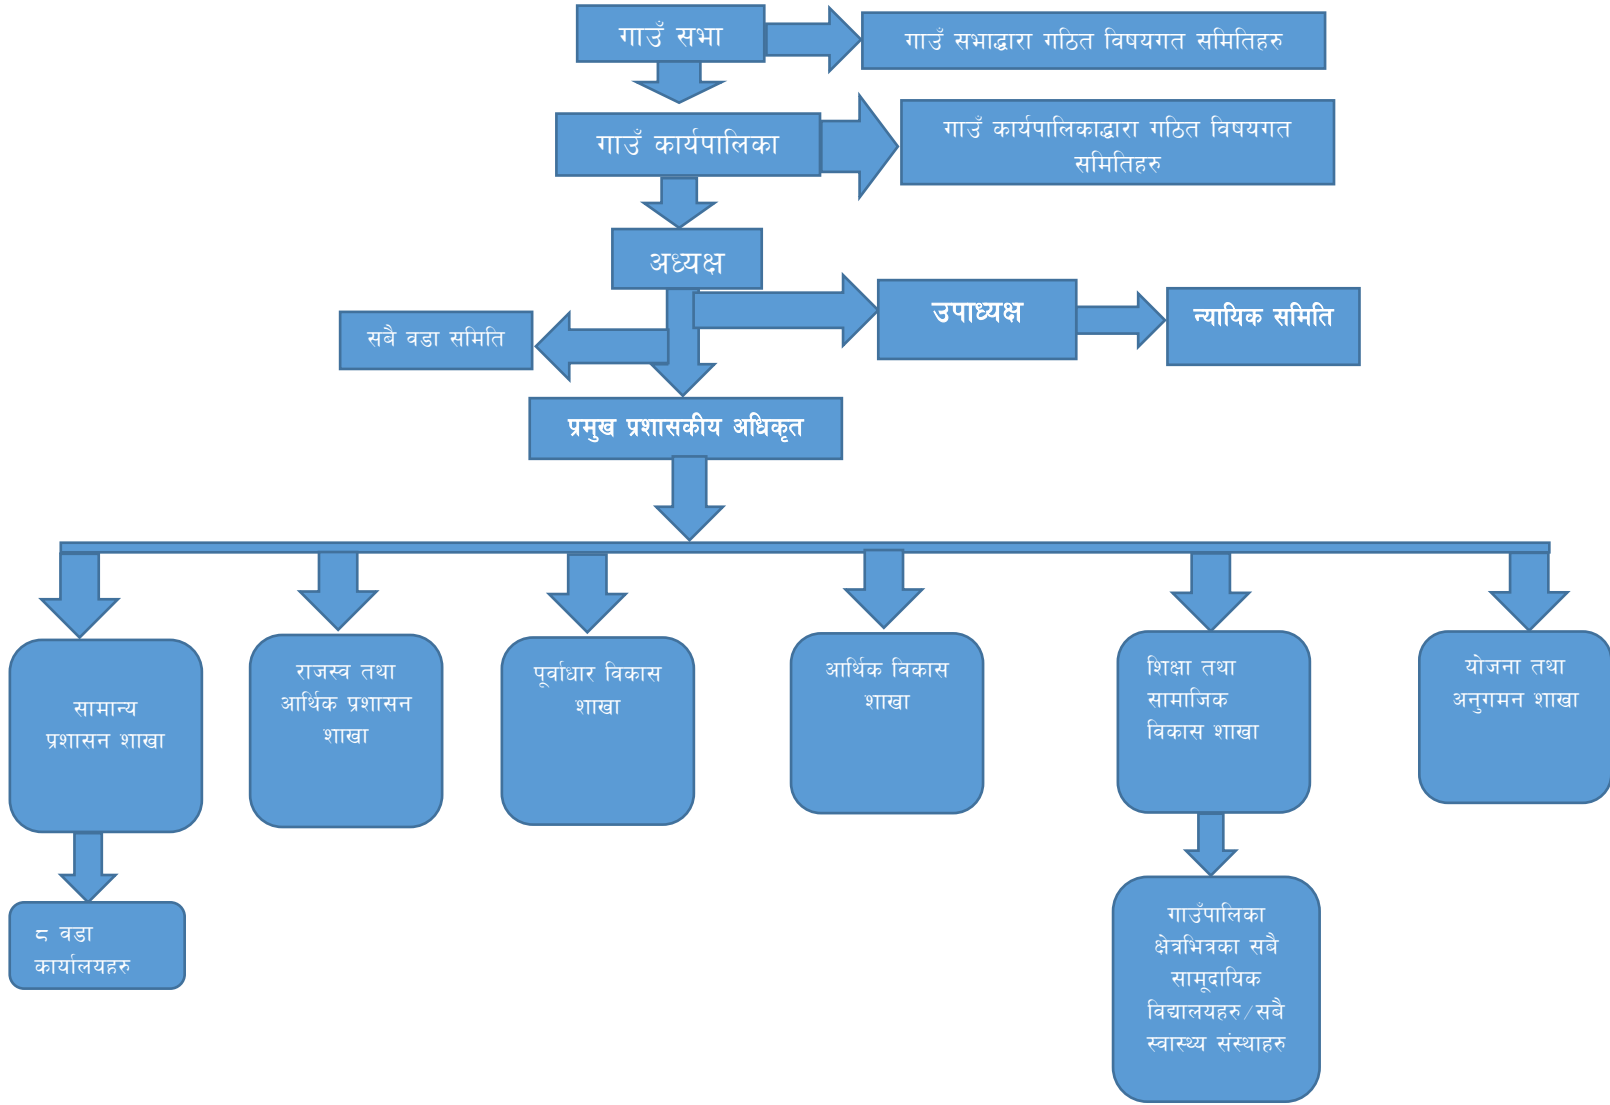 गाउँ सभा
गाउँ सभाद्धारा गठित विषयगत समितिहरु
गाउँ कार्यपालिका
गाउँ कार्यपालिकाद्धारा गठित विषयगत
समितिहरु
अध्यक्ष
उपाध्यक्ष
न्यायिक समिति
सबै वडा समिति
प्रमुख प्रशासकीय अधिकृत
सामान्य
प्रशासन शाखा
राजस्व तथा
आर्थिक प्रशासन
शाखा
पूर्वाधार विकास
शाखा
आर्थिक विकास
शाखा
शिक्षा तथा
सामाजिक
विकास शाखा
योजना तथा
अनुगमन शाखा
८ वडा
कार्यालयहरु
गाउँपालिका
क्षेत्रभित्रका सबै
सामूदायिक
विद्यालयहरु/सबै
स्वास्थ्य संस्थाहरु